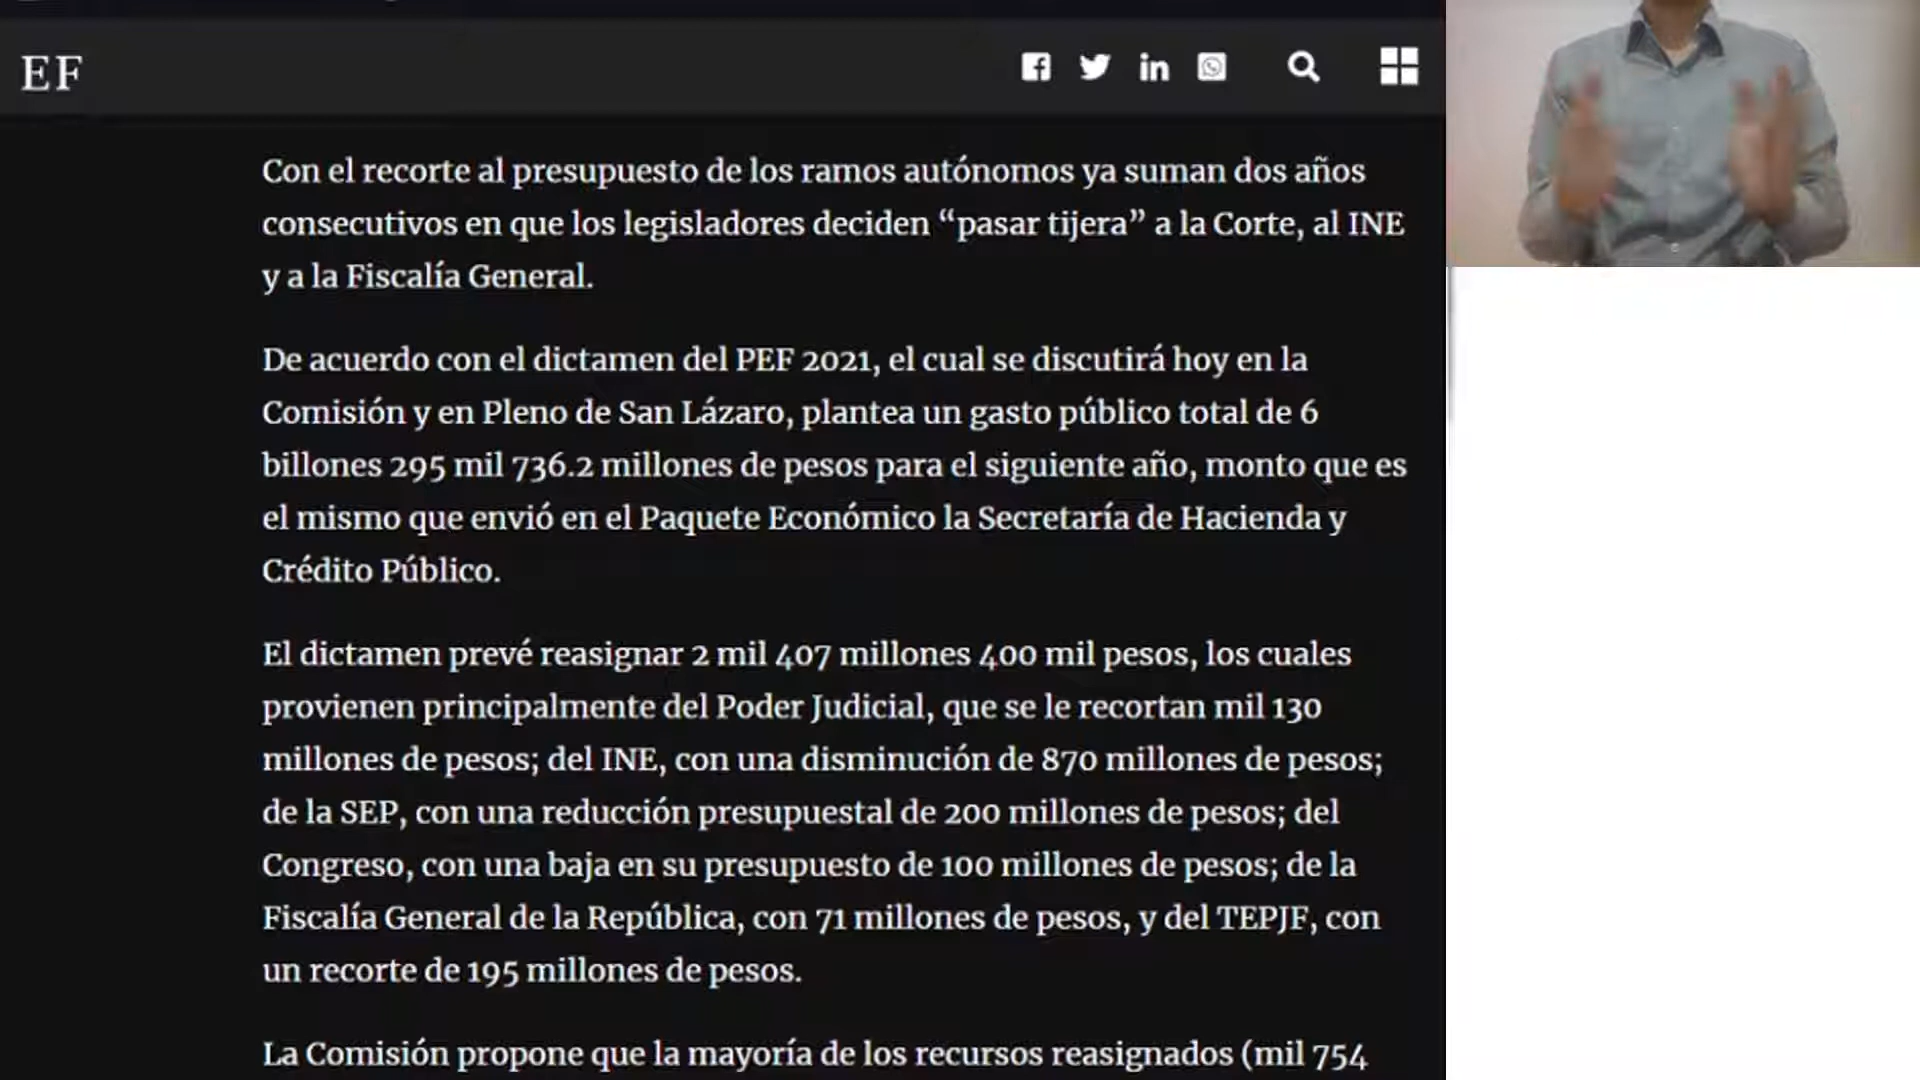 EF
Con el recorte al presupuesto de los ramos autónomos ya suman dos años
consecutivos en que los legisladores deciden “pasar tijera” a la Corte, al INE
y a la Fiscalía General.
De acuerdo con el dictamen del PEF 2021, el cual se discutirá hoy en la
Comisión y en Pleno de San Lázaro, plantea un gasto público total de 6
billones 295 mil 736.2 millones de pesos para el siguiente año, monto que es
el mismo que envió en el Paquete Económico la Secretaría de Hacienda y
Crédito Público.
El dictamen prevé reasignar 2 mil 407 millones 400 mil pesos, los cuales
provienen principalmente del Poder Judicial, que se le recortan mil 130
millones de pesos; del INE, con una disminución de 870 millones de pesos;
de la SEP, con una reducción presupuestal de 200 millones de pesos; del
Congreso, con una baja en su presupuesto de 100 millones de pesos; de la
Fiscalía General de la República, con 71 millones de pesos, y del TEPJF, con
un recorte de 195 millones de pesos.
La Comisión propone que la mayoría de los recursos reasignados (mil 754